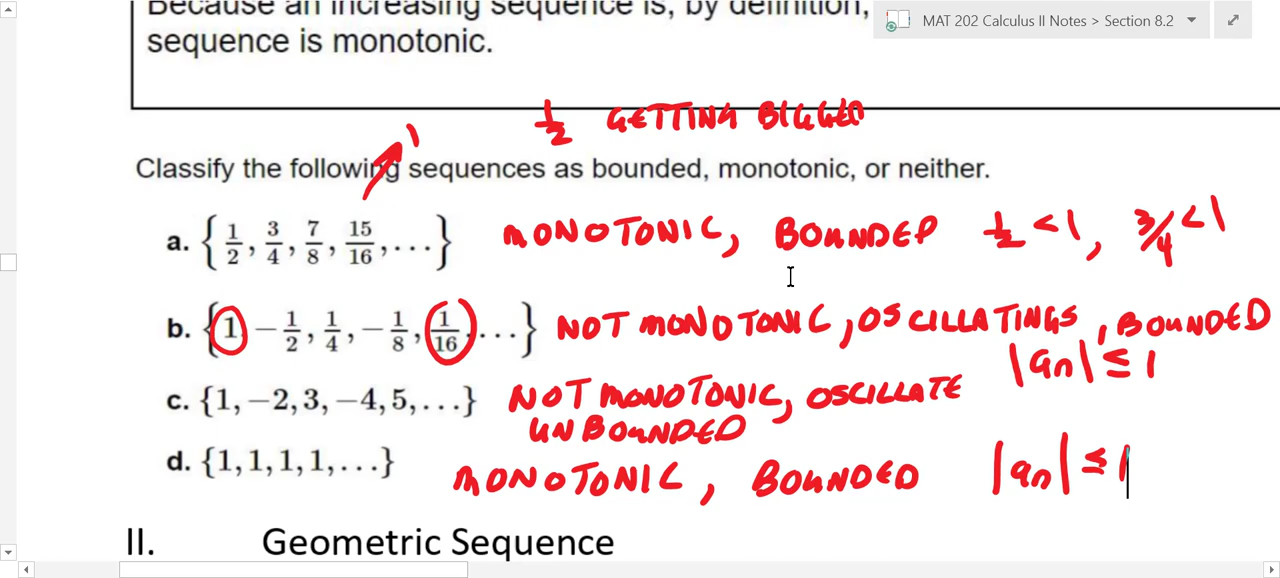 Because an increasing sequence is, by definition,
MAT 202 Calculus II Notes > Section 8.2
sequence is monotonic.
1/2 GETTING BIGGER
1
Classify the following sequences as bounded, monotonic, or neither.
a. {1/2, 3/4, 7/8, 15/16, ...} MONOTONIC, BOUNDED 1/2 < 1, 3/4 < 1
b. {1, -1/2, 1/4, -1/8, 1/16, ...} NOT MONOTONIC, OSCILLATINGS, BOUNDED
|an| ≤ 1
c. {1, -2, 3, -4, 5, ...} NOT MONOTONIC, OSCILLATE
UNBOUNDED
d. {1, 1, 1, 1, ...} MONOTONIC, BOUNDED |an| ≤ 1
II. Geometric Sequence